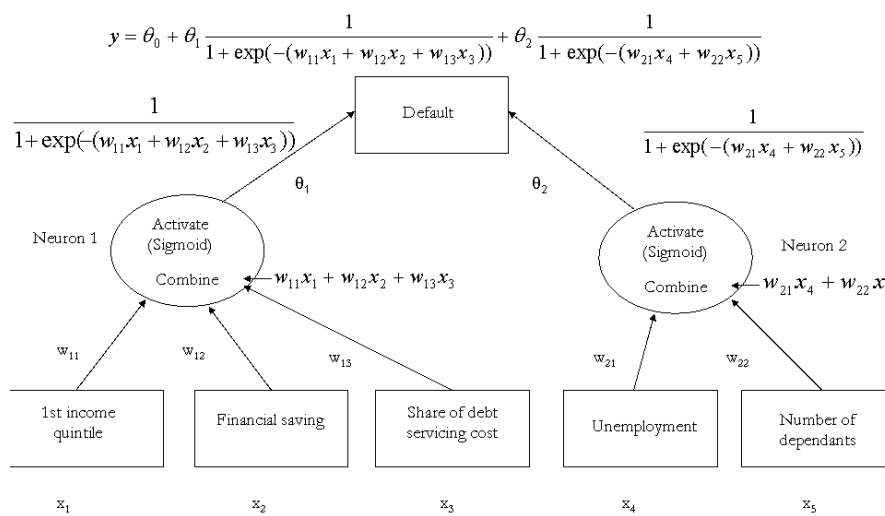 y = θ₀ + θ₁ 1/(1 + exp(−(w₁₁x₁ + w₁₂x₂ + w₁₃x₃))) + θ₂ 1/(1 + exp(−(w₂₁x₄ + w₂₂x₅)))
1/(1 + exp(−(w₁₁x₁ + w₁₂x₂ + w₁₃x₃)))
Default
1/(1 + exp(−(w₂₁x₄ + w₂₂x₅)))
θ₁
θ₂
Neuron 1
Activate
(Sigmoid)
Combine
w₁₁x₁ + w₁₂x₂ + w₁₃x₃
Activate
(Sigmoid)
Combine
Neuron 2
w₂₁x₄ + w₂₂x
w₁₁
w₁₂
w₁₃
w₂₁
w₂₂
1st income
quintile
Financial saving
Share of debt
servicing cost
Unemployment
Number of
dependants
x₁
x₂
x₃
x₄
x₅